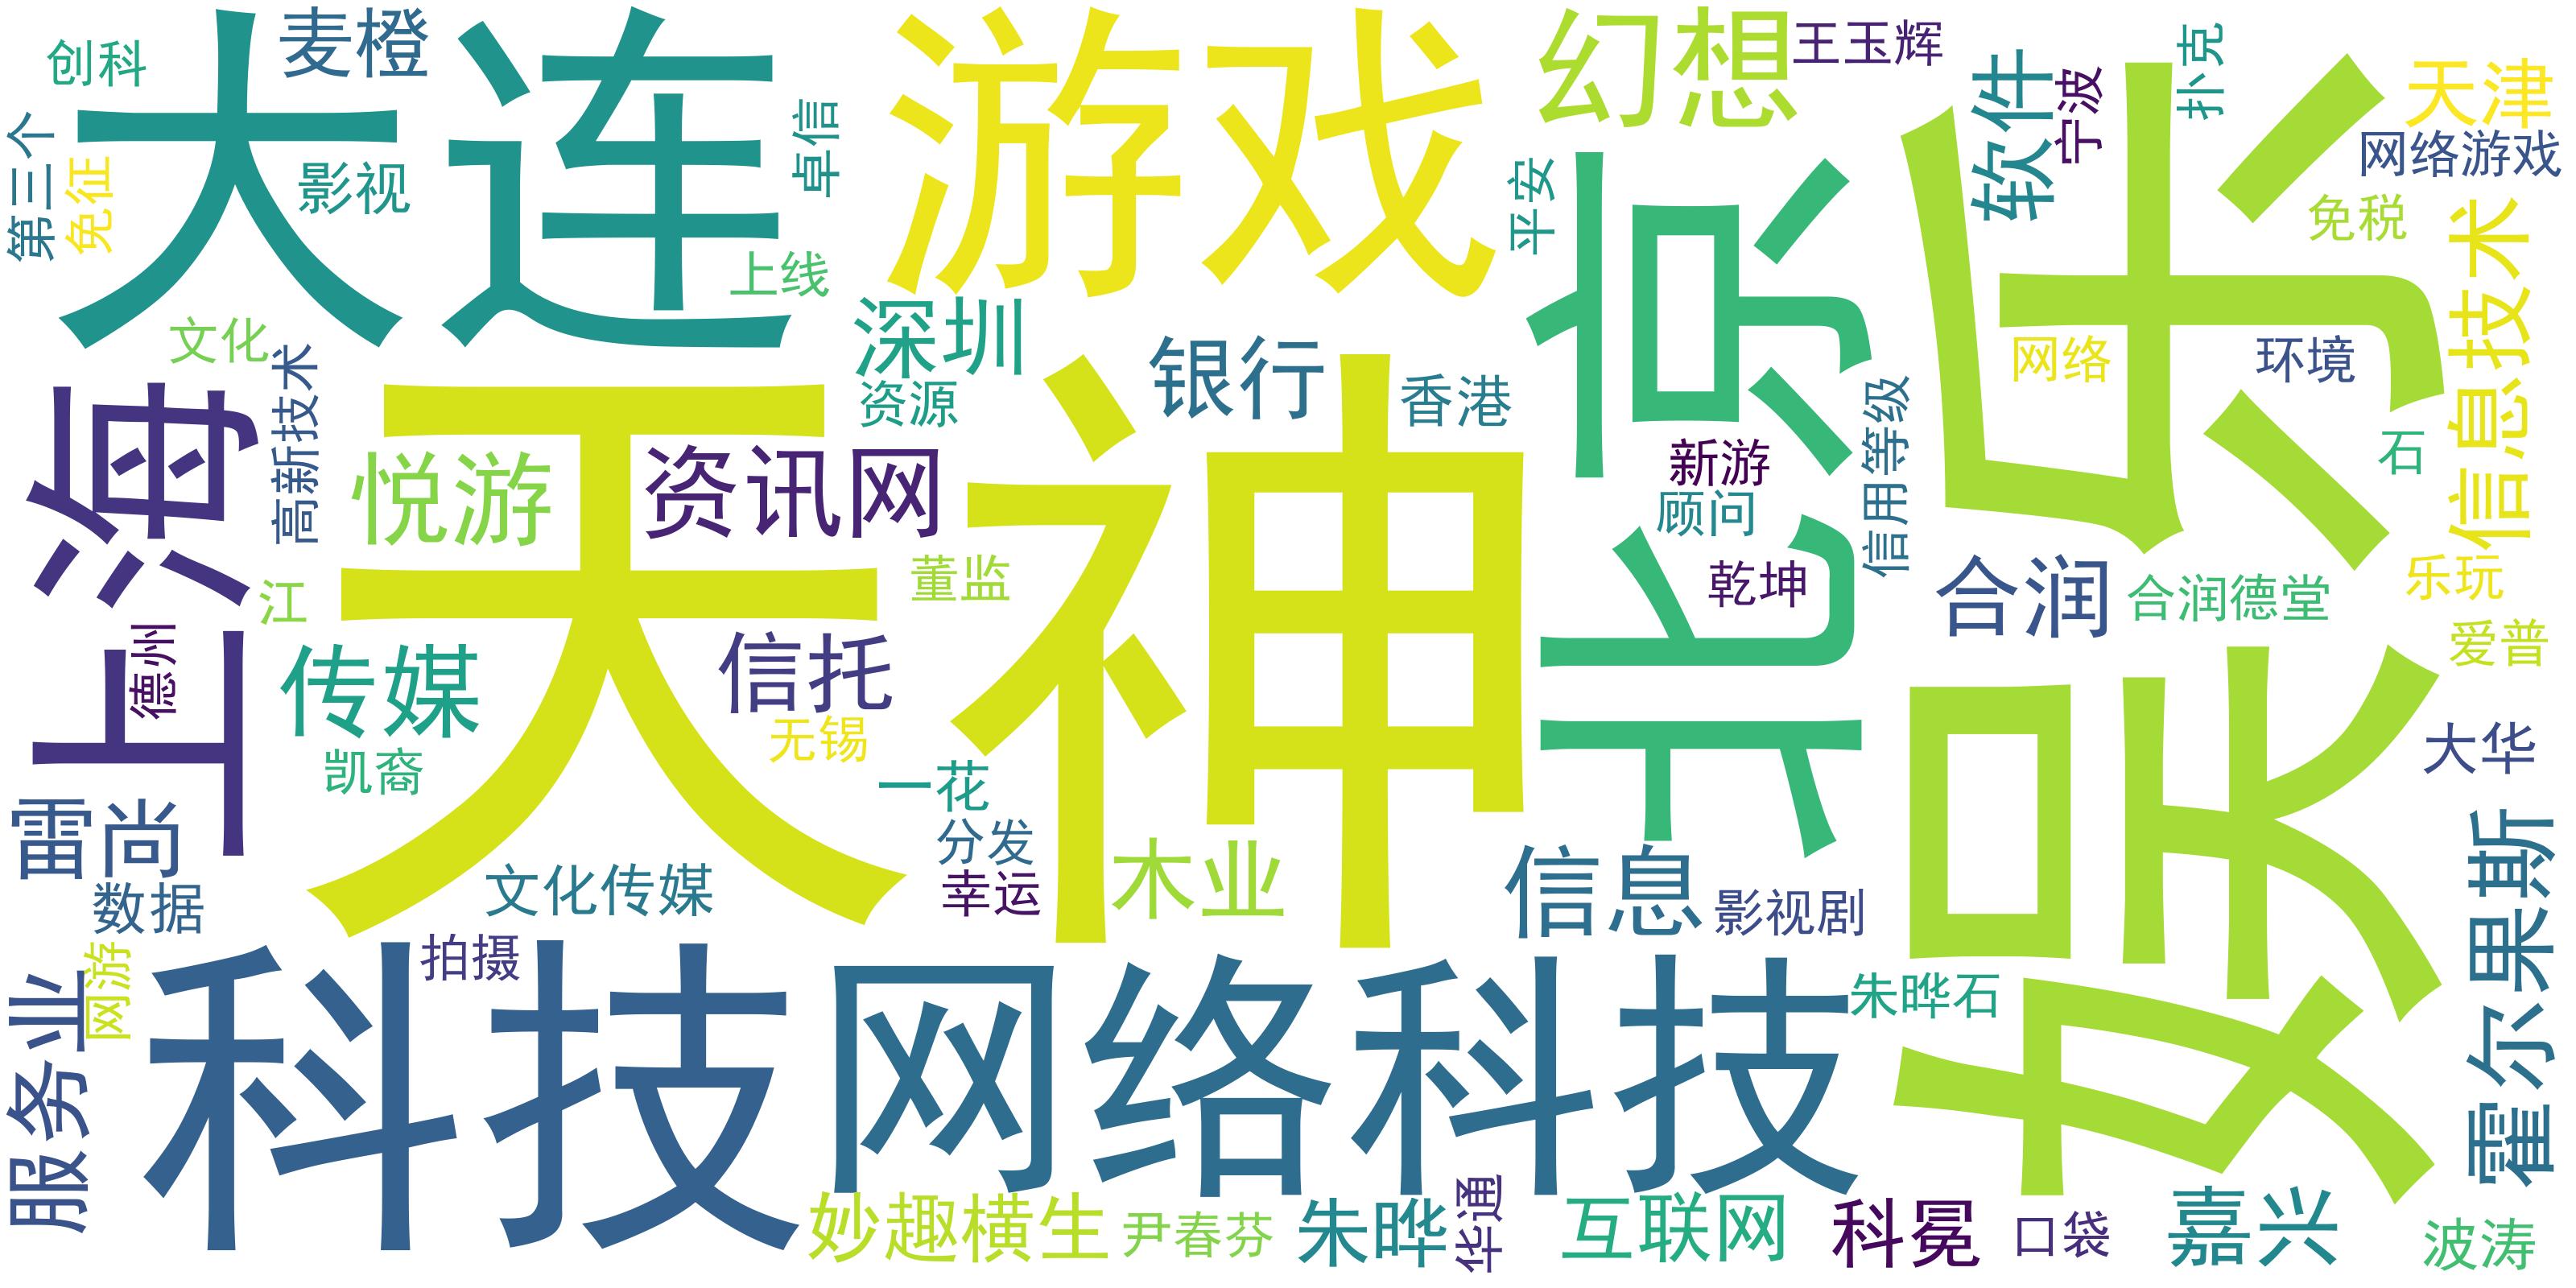 创科
麦橙
大连
游戏
幻想
王玉辉
软件
宁波
扑克
天津
网络游戏
第三个
免征
影视
卓信
上线
平安
北京
娱乐
免税
信息技术
文化
高新技术
深圳
资源
银行
香港
网络
环境
上海
悦游
资讯网
天神
新游
顾问
信用等级
石
江
董监
乾坤
合润
合润德堂
乐玩
德州
传媒
信托
爱普
凯裔
无锡
一花
大华
雷尚
数据
文化传媒
分发
幸运
木业
信息
影视剧
霍尔果斯
网游
拍摄
服务业
科技
网络科技
朱晔石
妙趣横生
尹春芬
朱晔
华通
互联网
科冕
口袋
嘉兴
波涛